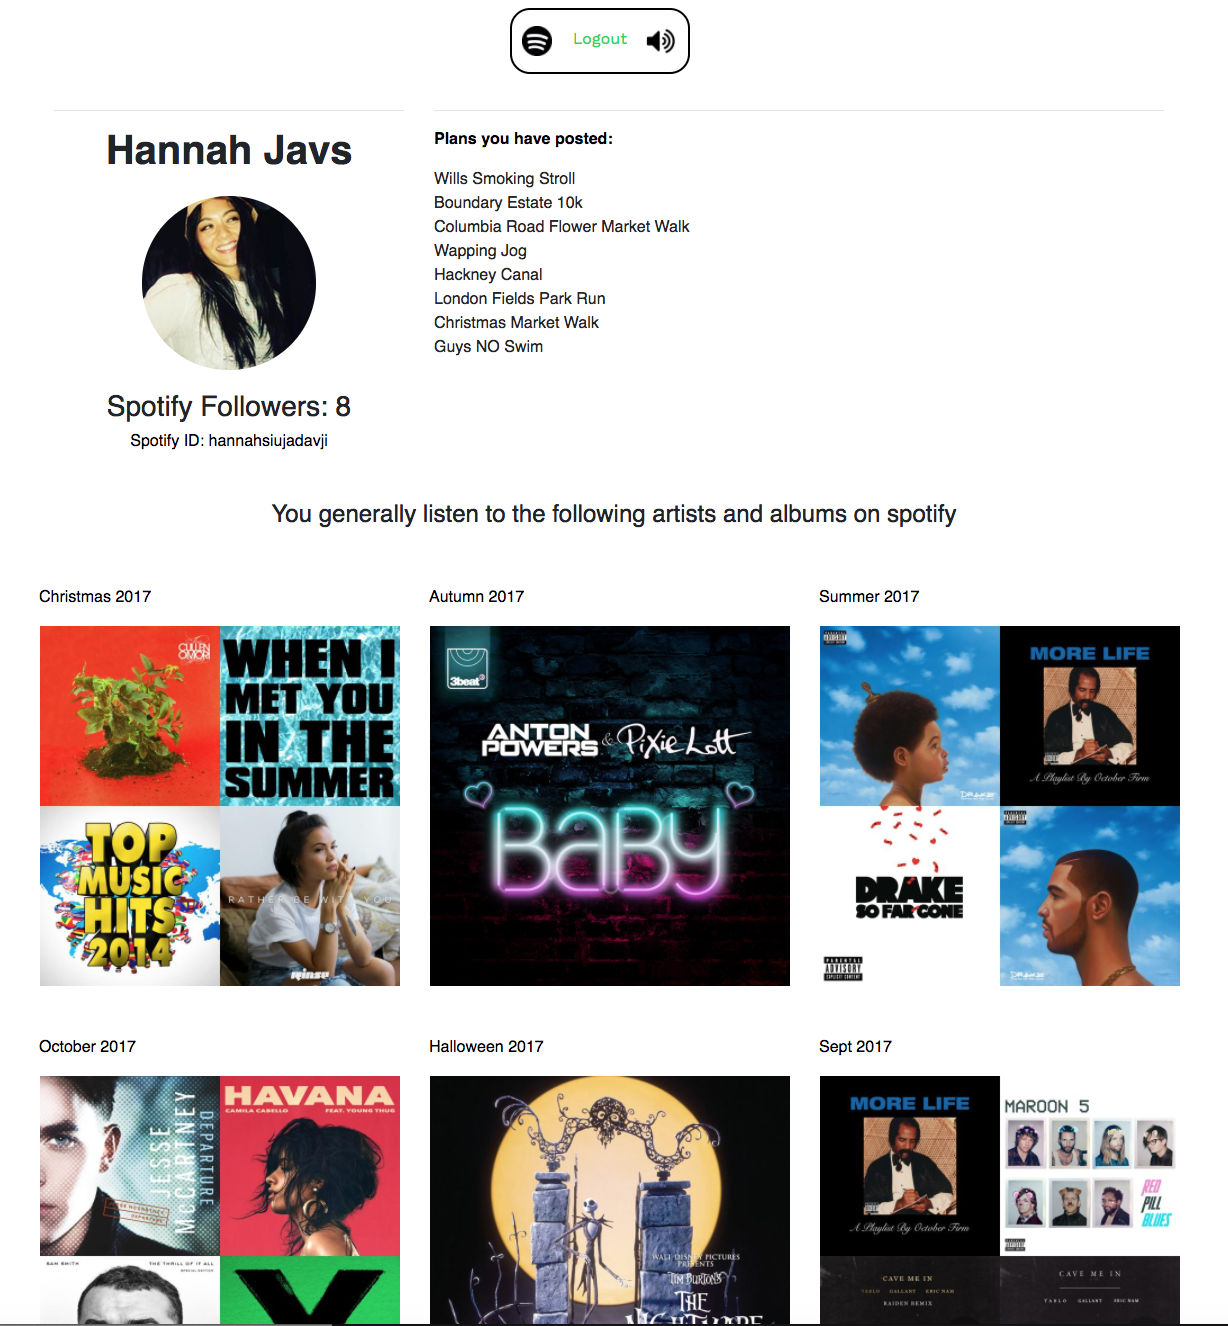 Logout
Hannah Javs
Spotify Followers: 8
Spotify ID: hannahsiujadavji
Plans you have posted:
Wills Smoking Stroll
Boundary Estate 10k
Columbia Road Flower Market Walk
Wapping Jog
Hackney Canal
London Fields Park Run
Christmas Market Walk
Guys NO Swim
You generally listen to the following artists and albums on spotify
Christmas 2017
CULLEN
OMORI
WHEN I
MET YOU
IN THE
SUMMER
TOP
MUSIC
HITS
2014
RATHER BE WITH YOU
rinse
Autumn 2017
3beat
ANTON
POWERS & Pixie Lott
BABY
Summer 2017
DRAKE
MORE LIFE
A Playlist By October Firm
DRAKE
SO FAR GONE
PARENTAL
ADVISORY
EXPLICIT CONTENT
DRAKE
October 2017
JESSE
McCARTNEY
DEPARTURE
HAVANA
CAMILA CABELLO FEAT. YOUNG THUG
SAM SMITH THE THRILL OF IT ALL
SPECIAL EDITION
Halloween 2017
WALT DISNEY PICTURES
PRESENTS
TIM BURTON'S
THE
NIGHTMARE
Sept 2017
MORE LIFE
A Playlist By October Firm
MAROON 5
RED
PILL
BLUES
CAVE ME IN
TABLO GALLANT ERIC NAM
RAIDEN REMIX
CAVE ME IN
TABLO GALLANT ERIC NAM